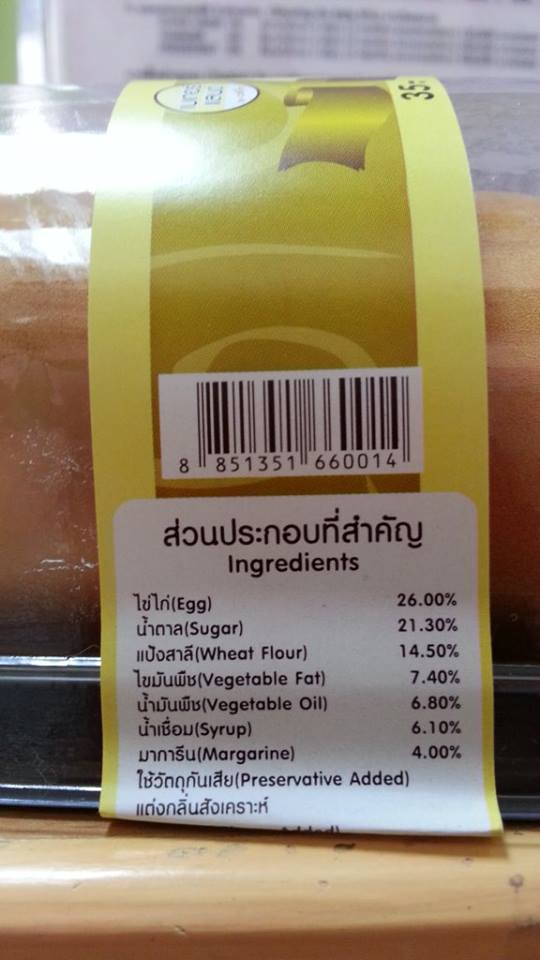 35.-
8 851351 660014
ส่วนประกอบที่สำคัญ
Ingredients
ไข่ไก่(Egg) 26.00%
น้ำตาล(Sugar) 21.30%
แป้งสาลี(Wheat Flour) 14.50%
ไขมันพืช(Vegetable Fat) 7.40%
น้ำมันพืช(Vegetable Oil) 6.80%
น้ำเชื่อม(Syrup) 6.10%
มาการีน(Margarine) 4.00%
ใช้วัตถุกันเสีย(Preservative Added)
แต่งกลิ่นสังเคราะห์